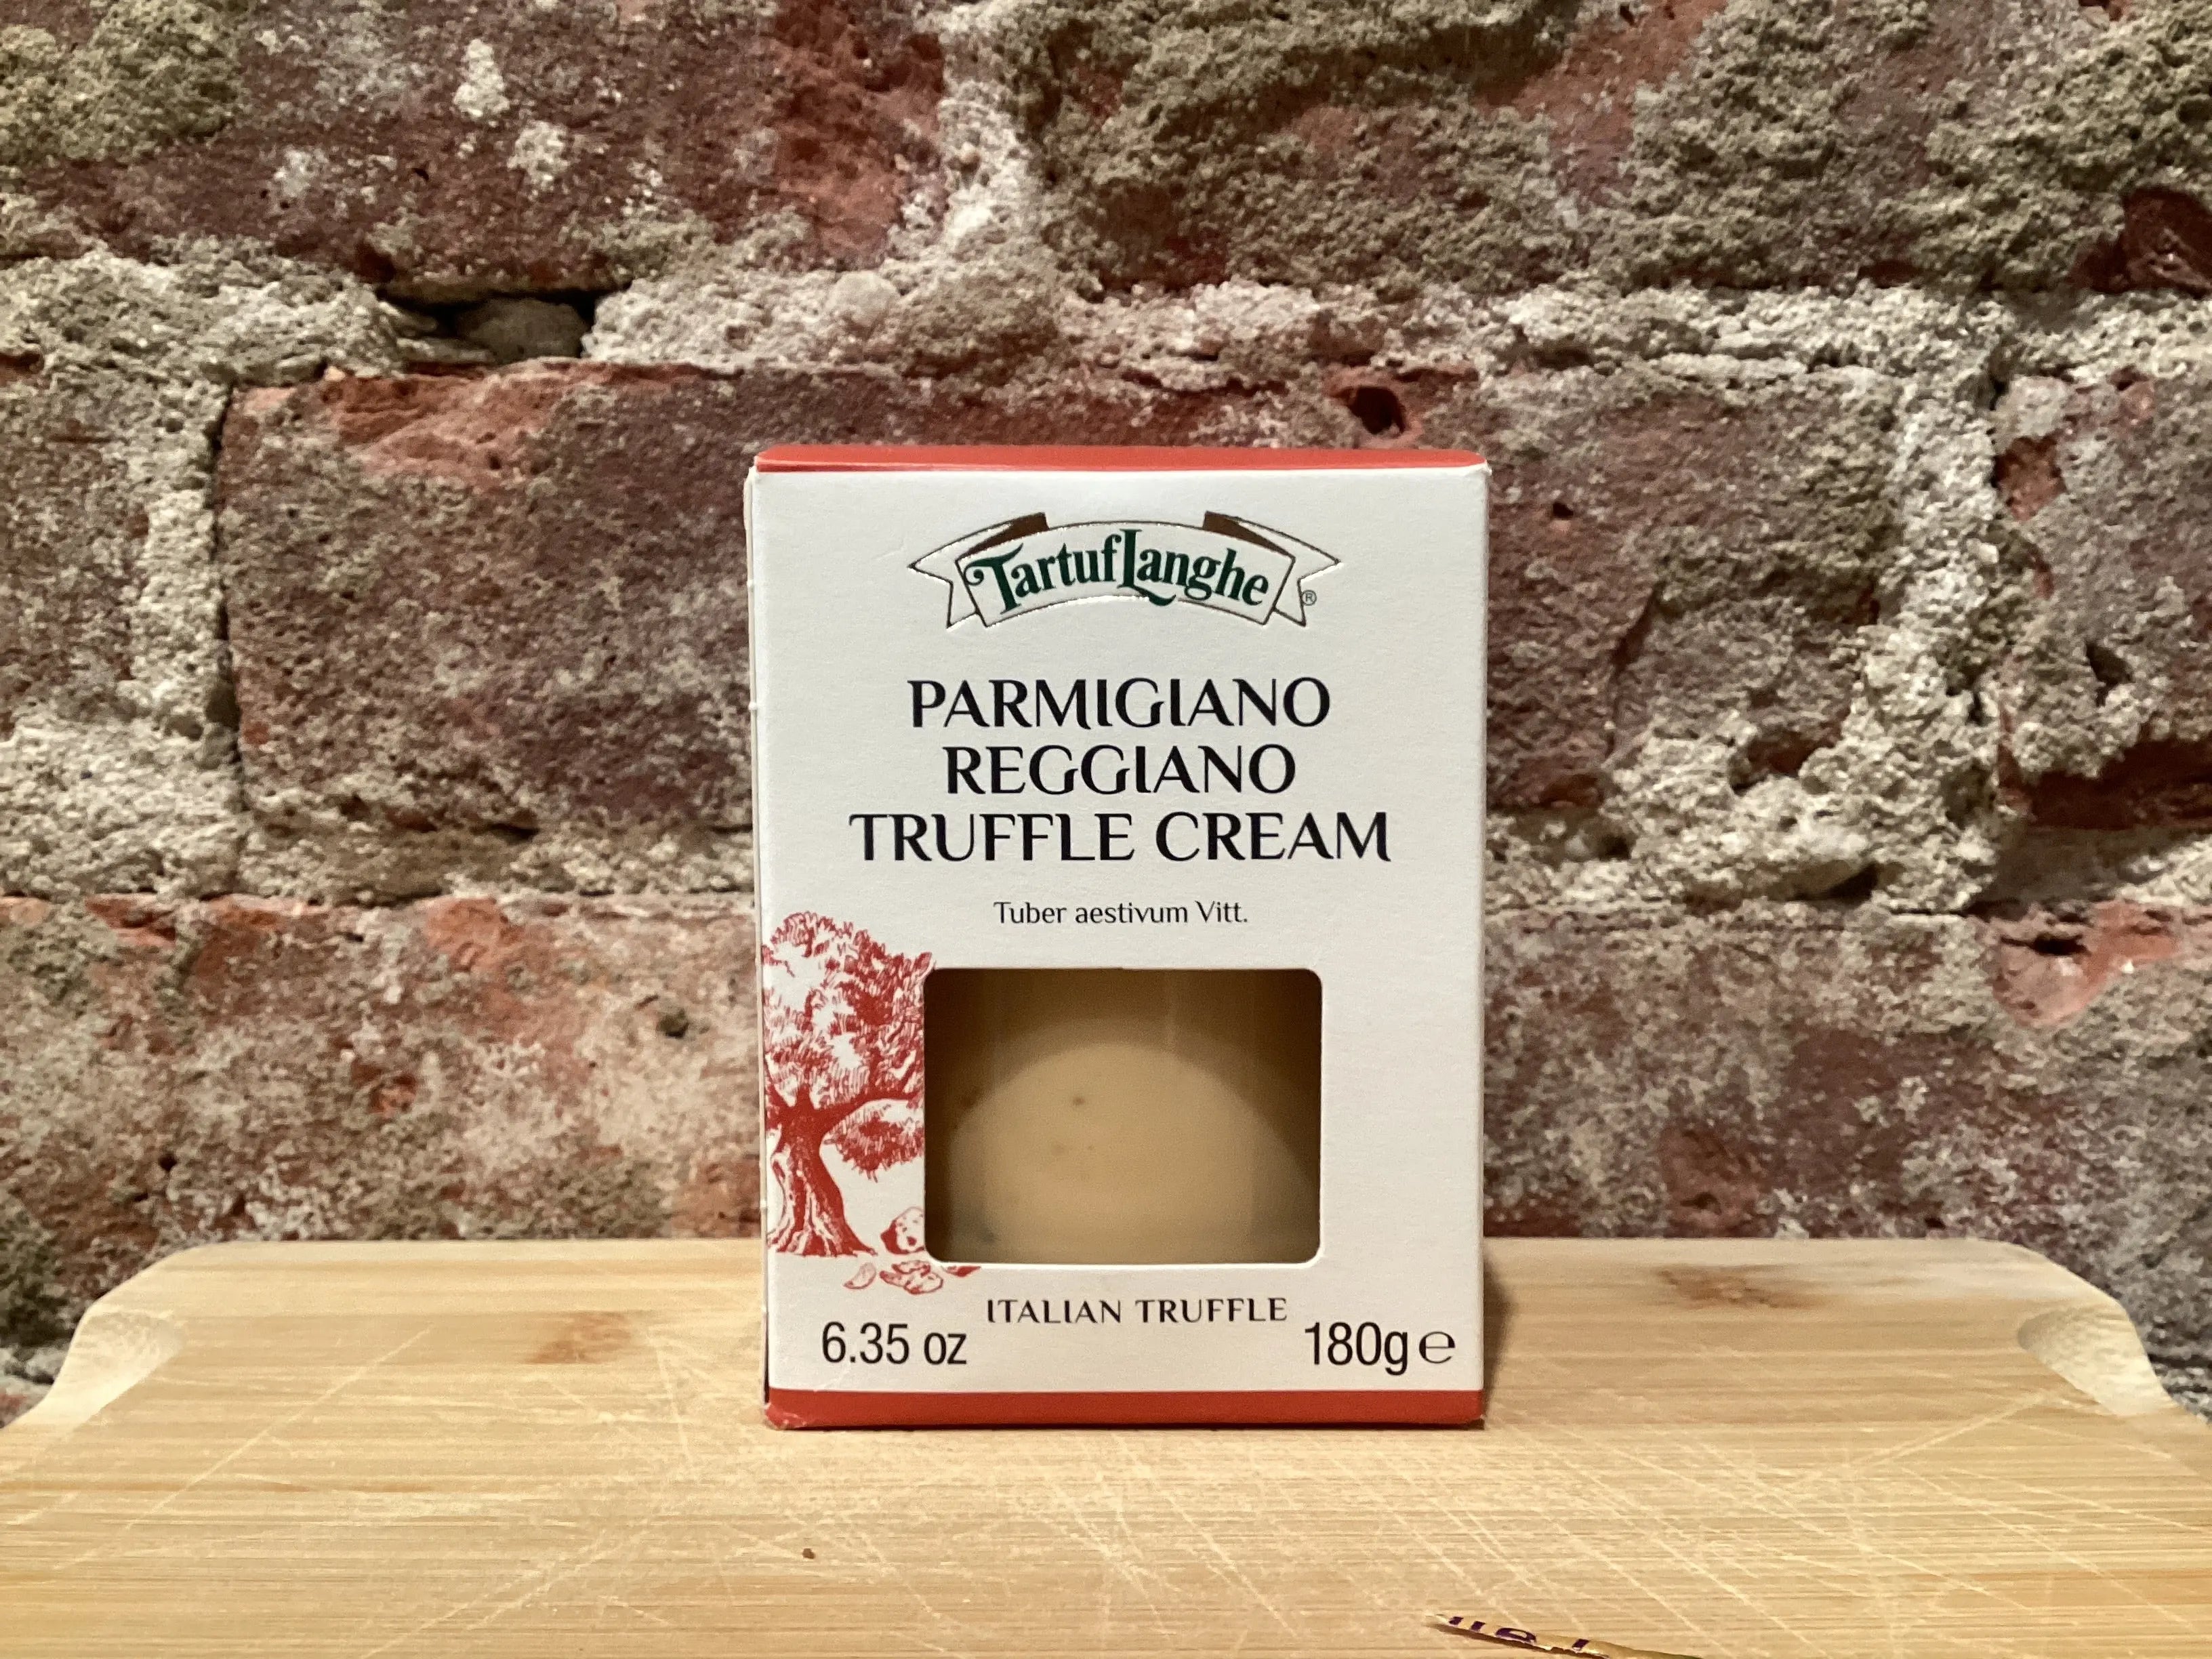 TartufLanghe ®
PARMIGIANO
REGGIANO
TRUFFLE CREAM
Tuber aestivum Vitt.
ITALIAN TRUFFLE
6.35 oz 180g ℮